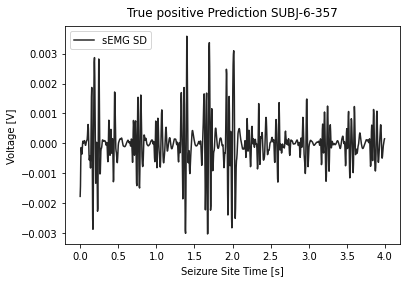 True positive Prediction SUBJ-6-357
sEMG SD
Voltage [V]
0.003
0.002
0.001
0.000
−0.001
−0.002
−0.003
0.0 0.5 1.0 1.5 2.0 2.5 3.0 3.5 4.0
Seizure Site Time [s]